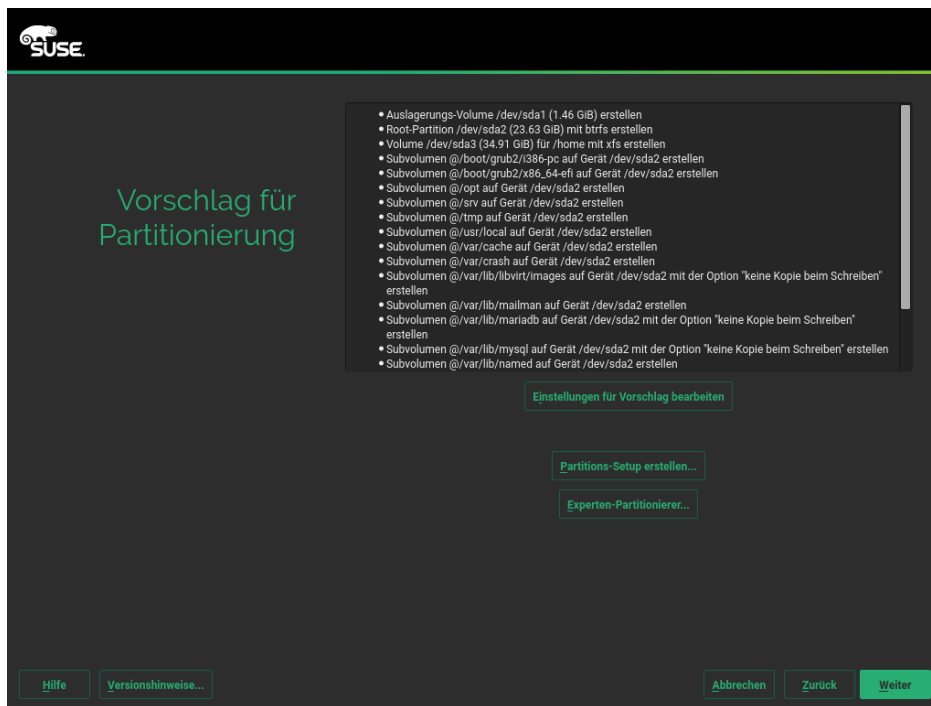 SUSE.
Vorschlag für
Partitionierung
• Auslagerungs-Volume /dev/sda1 (1.46 GiB) erstellen
• Root-Partition /dev/sda2 (23.63 GiB) mit btrfs erstellen
• Volume /dev/sda3 (34.91 GiB) für /home mit xfs erstellen
• Subvolumen @/boot/grub2/i386-pc auf Gerät /dev/sda2 erstellen
• Subvolumen @/boot/grub2/x86_64-efi auf Gerät /dev/sda2 erstellen
• Subvolumen @/opt auf Gerät /dev/sda2 erstellen
• Subvolumen @/srv auf Gerät /dev/sda2 erstellen
• Subvolumen @/tmp auf Gerät /dev/sda2 erstellen
• Subvolumen @/usr/local auf Gerät /dev/sda2 erstellen
• Subvolumen @/var/cache auf Gerät /dev/sda2 erstellen
• Subvolumen @/var/crash auf Gerät /dev/sda2 erstellen
• Subvolumen @/var/lib/libvirt/images auf Gerät /dev/sda2 mit der Option "keine Kopie beim Schreiben"
erstellen
• Subvolumen @/var/lib/mailman auf Gerät /dev/sda2 erstellen
• Subvolumen @/var/lib/mariadb auf Gerät /dev/sda2 mit der Option "keine Kopie beim Schreiben"
erstellen
• Subvolumen @/var/lib/mysql auf Gerät /dev/sda2 mit der Option "keine Kopie beim Schreiben" erstellen
• Subvolumen @/var/lib/named auf Gerät /dev/sda2 erstellen
Einstellungen für Vorschlag bearbeiten
Partitions-Setup erstellen...
Experten-Partitionierer...
Hilfe
Versionshinweise...
Abbrechen
Zurück
Weiter